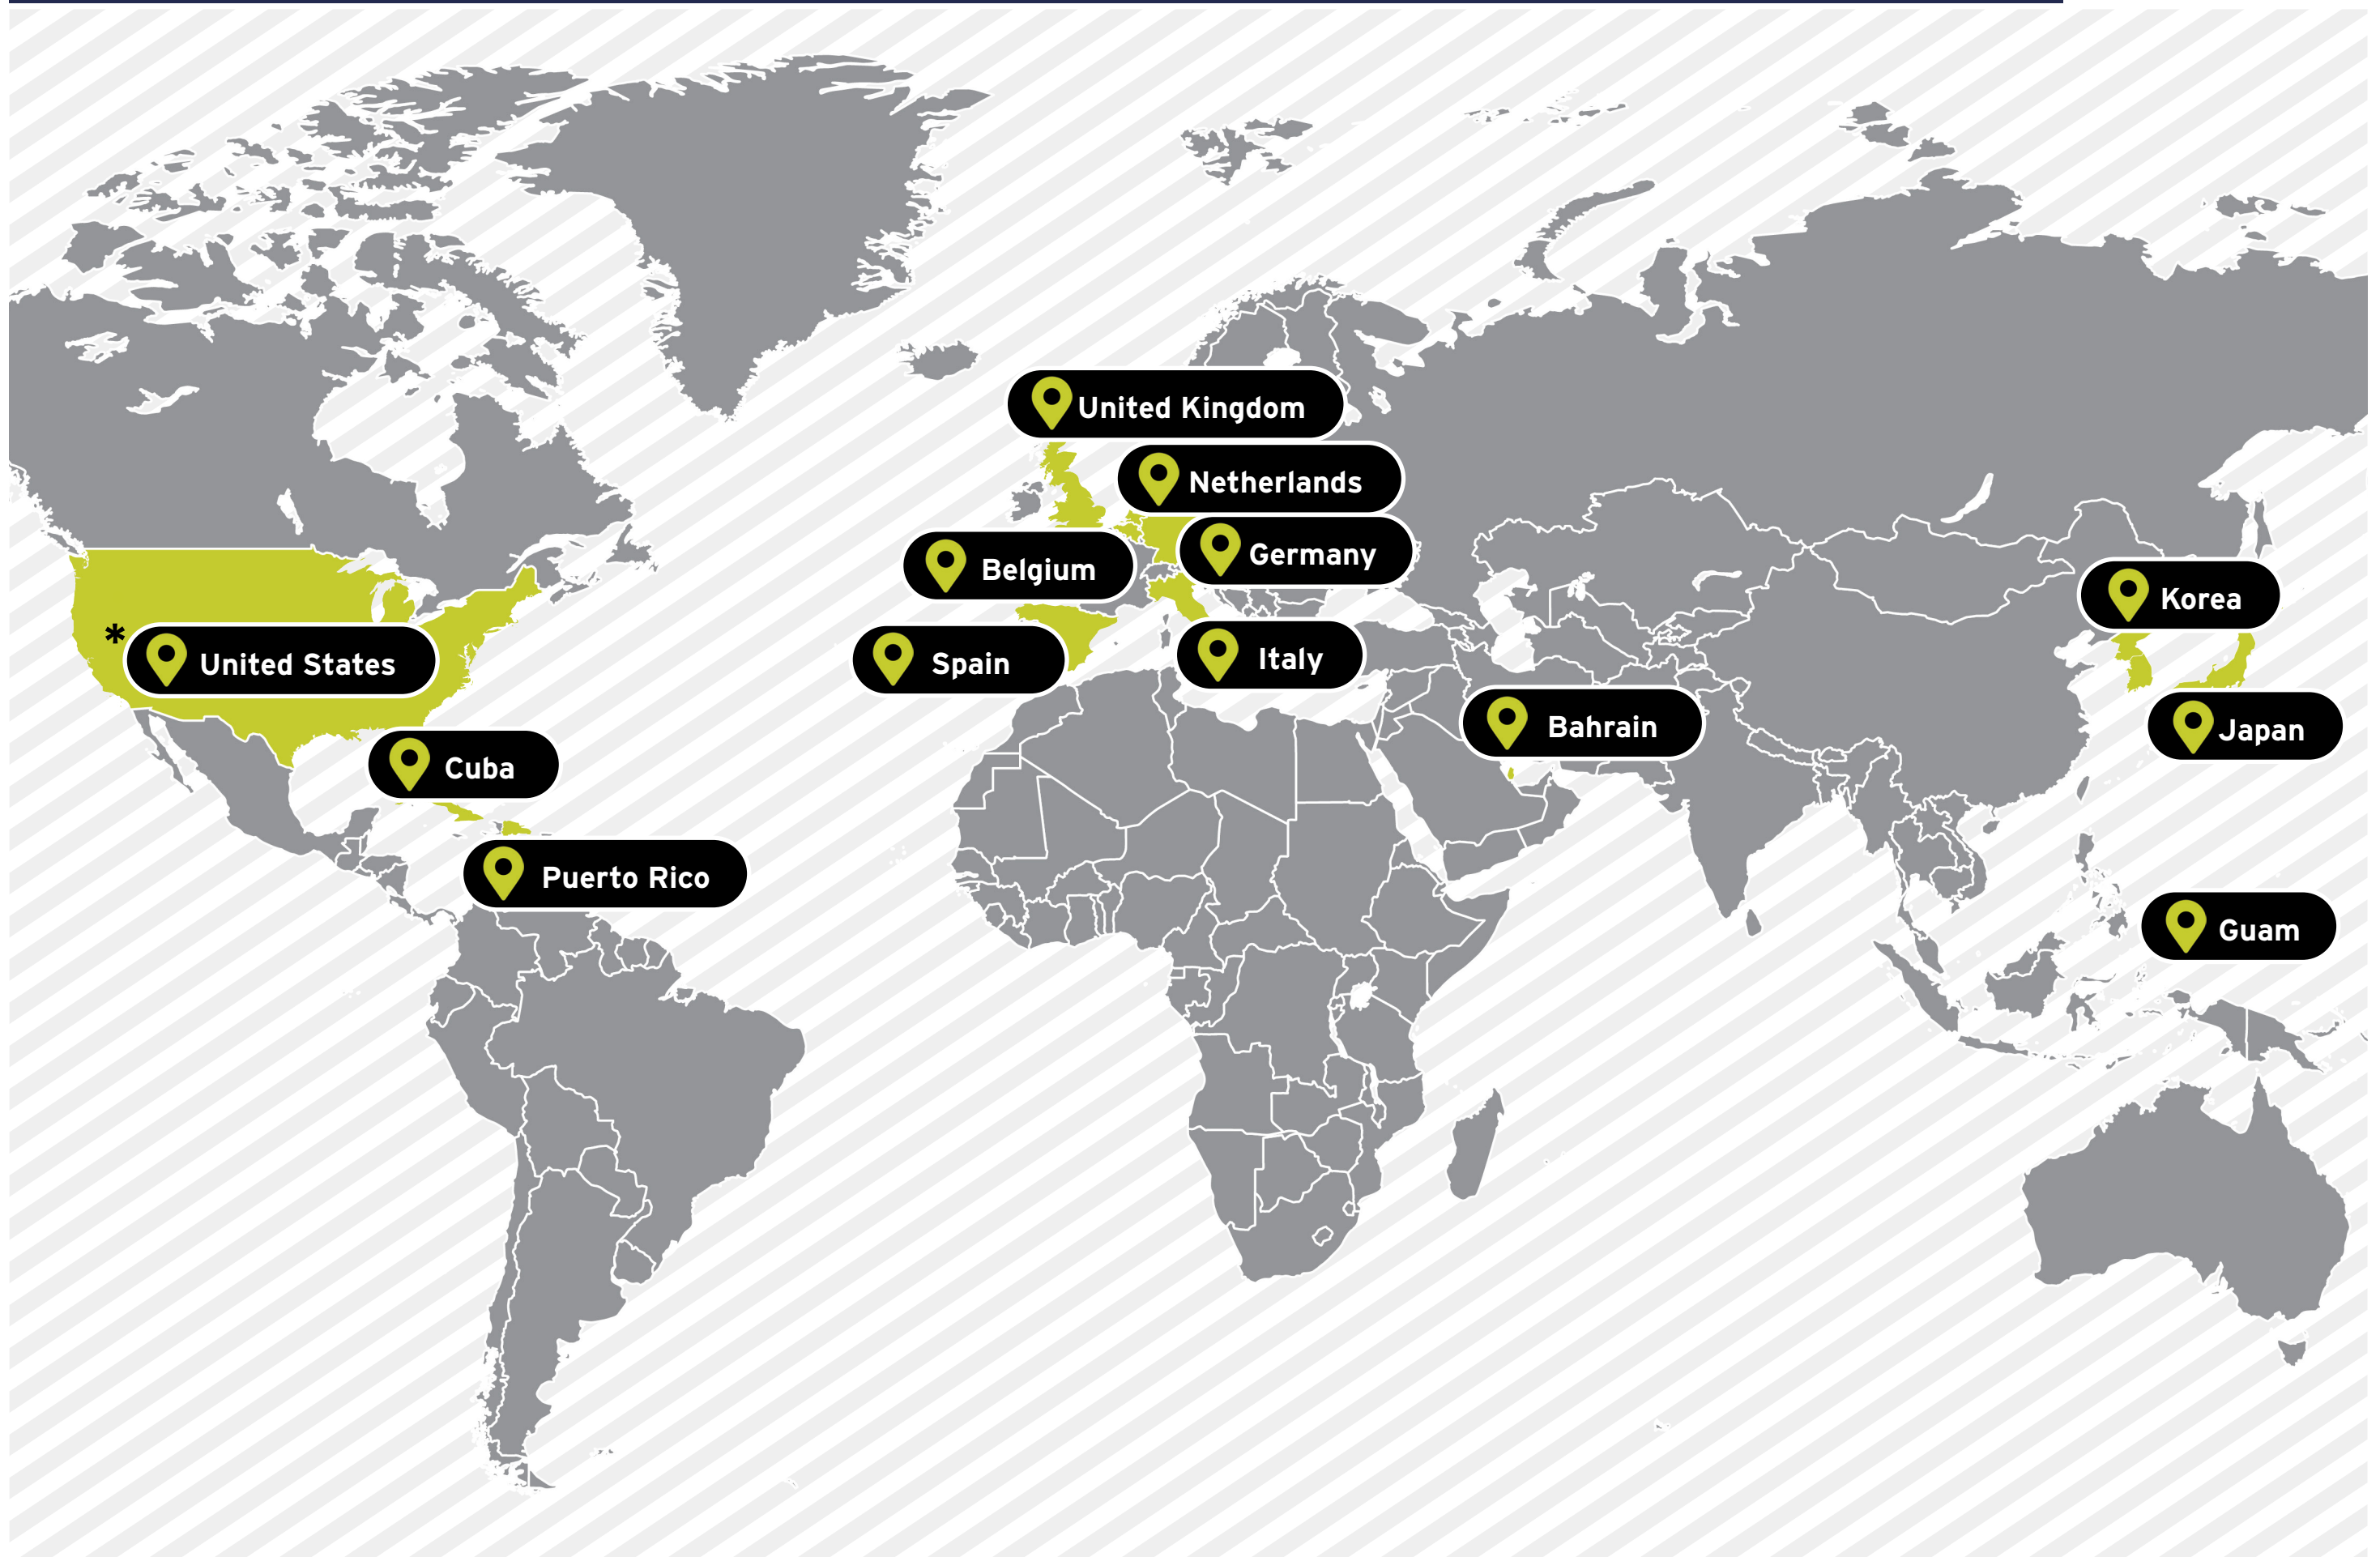 United Kingdom
Netherlands
Germany
Belgium
Korea
*
United States
Spain
Italy
Bahrain
Japan
Cuba
Puerto Rico
Guam